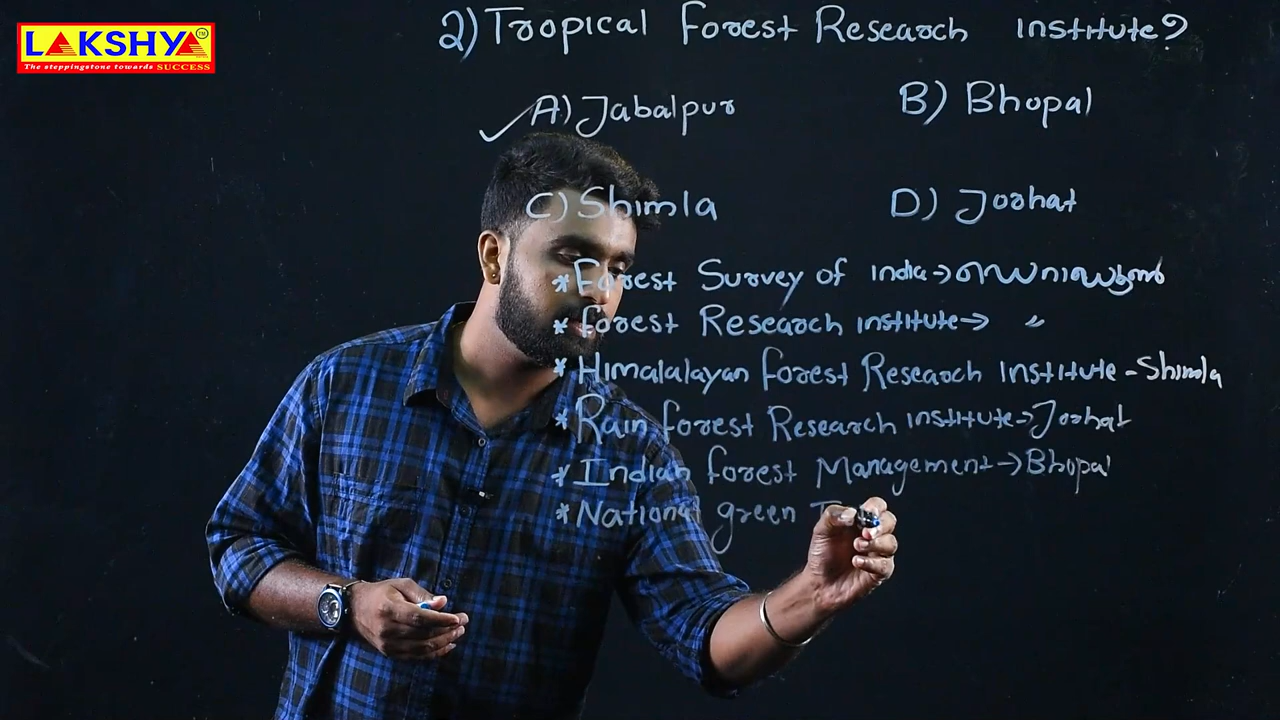 LAKSHYA TM
The steppingstone towards SUCCESS
2) Tropical Forest Research Institute?
A) Jabalpur B) Bhopal
C) Shimla D) Jorhat
* Forest Survey of India →
* Forest Research institute → "
* Himalalayan Forest Research Institute - Shimla
* Rain forest Research institute → Jorhat
* Indian forest Management → Bhopal
* National green